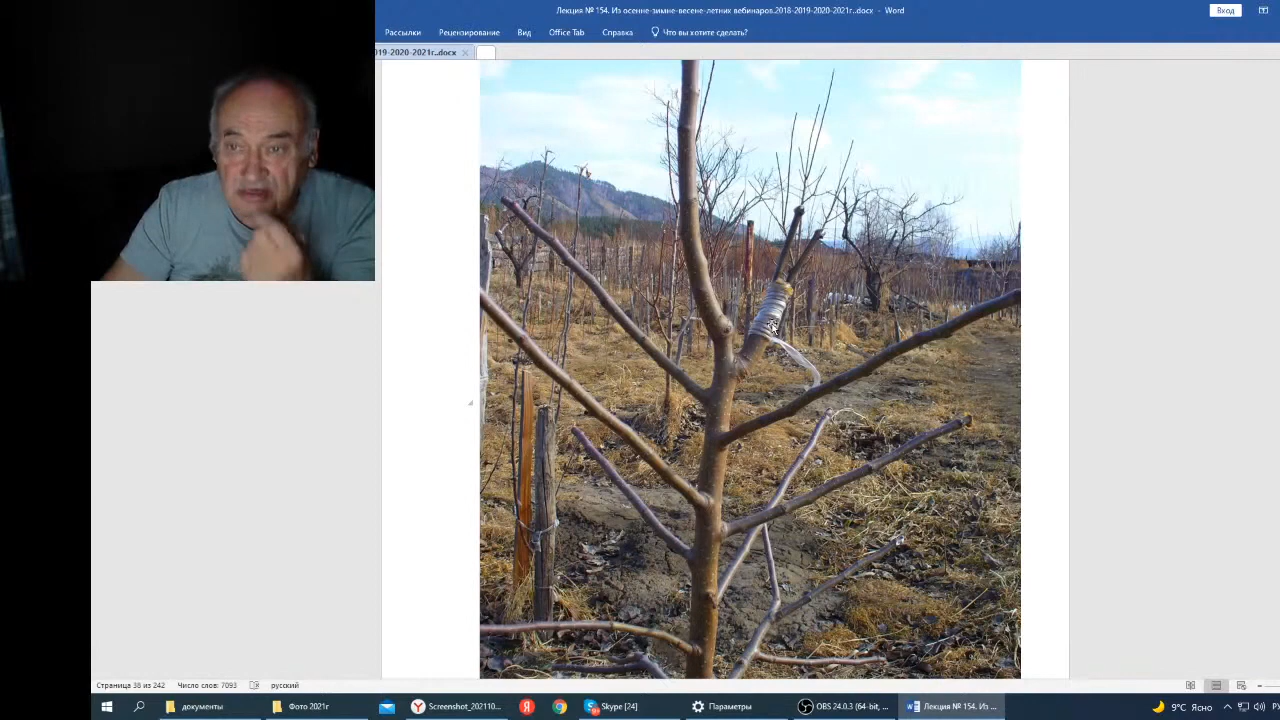 Лекция № 154. Из осенне-зимне-весене-летних вебинаров.2018-2019-2020-2021г..docx - Word
Вход
Рассылки Рецензирование Вид Office Tab Справка Что вы хотите сделать?
019-2020-2021г..docx
Страница 38 из 242 Число слов: 7093 русский
документы Фото 2021г Screenshot_202110... Skype [24] Параметры OBS 24.0.3 (64-bit, ... Лекция № 154. Из ... 9°C Ясно